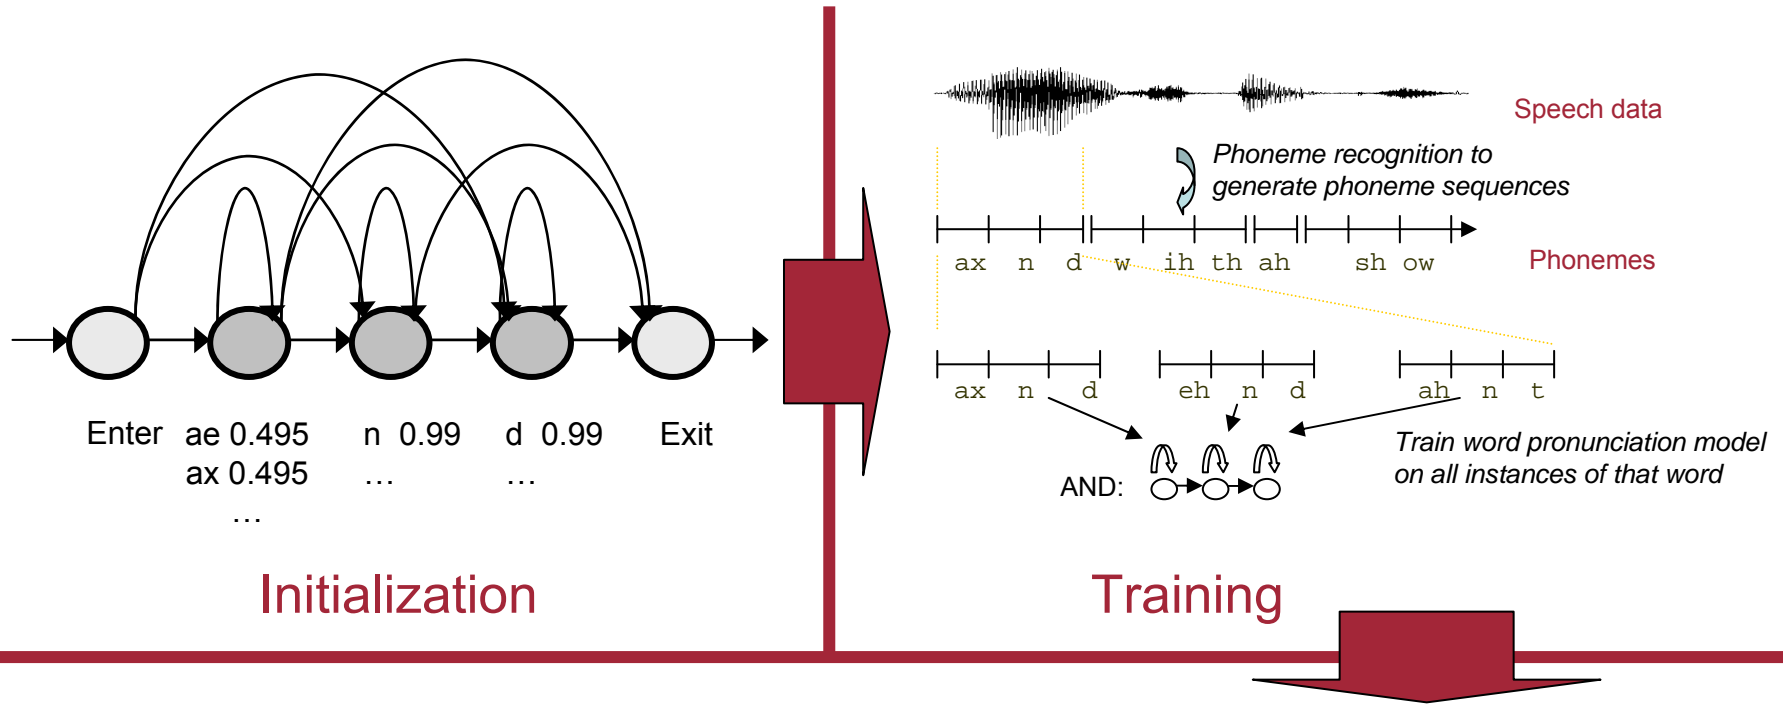 Enter ae 0.495 n 0.99 d 0.99 Exit
ax 0.495 … …
…
Initialization
Speech data
Phoneme recognition to
generate phoneme sequences
ax n d w ih th ah sh ow
Phonemes
ax n d eh n d ah n t
Train word pronunciation model
on all instances of that word
AND:
Training